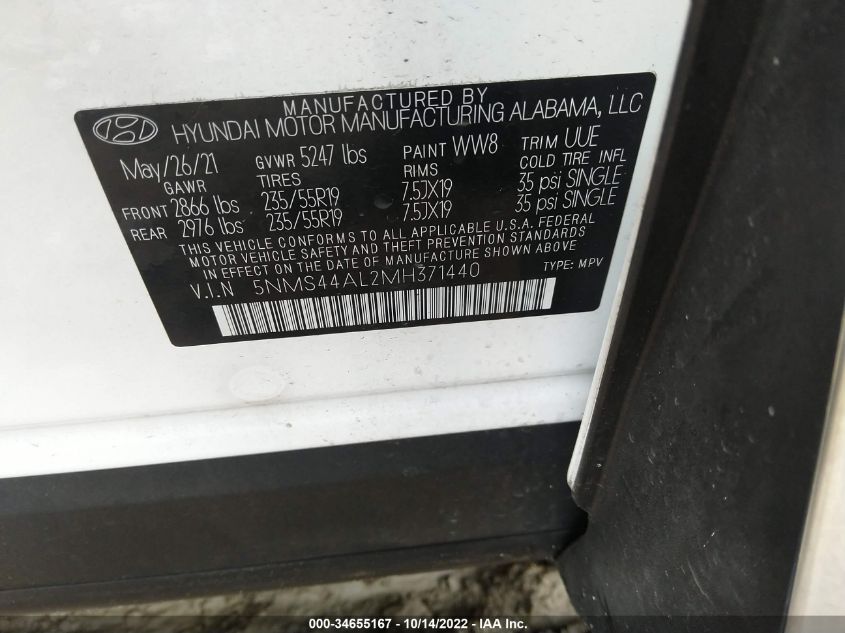 MANUFACTURED BY
HYUNDAI MOTOR MANUFACTURING ALABAMA, LLC
May/26/21 GVWR 5247 lbs PAINT WW8 TRIM UUE
GAWR TIRES RIMS COLD TIRE INFL
FRONT 2866 lbs 235/55R19 7.5JX19 35 psi SINGLE
REAR 2976 lbs 235/55R19 7.5JX19 35 psi SINGLE
THIS VEHICLE CONFORMS TO ALL APPLICABLE U.S.A. FEDERAL
MOTOR VEHICLE SAFETY AND THEFT PREVENTION STANDARDS
IN EFFECT ON THE DATE OF MANUFACTURE SHOWN ABOVE
V.I.N 5NMS44AL2MH371440 TYPE: MPV
000-34655167 - 10/14/2022 - IAA Inc.